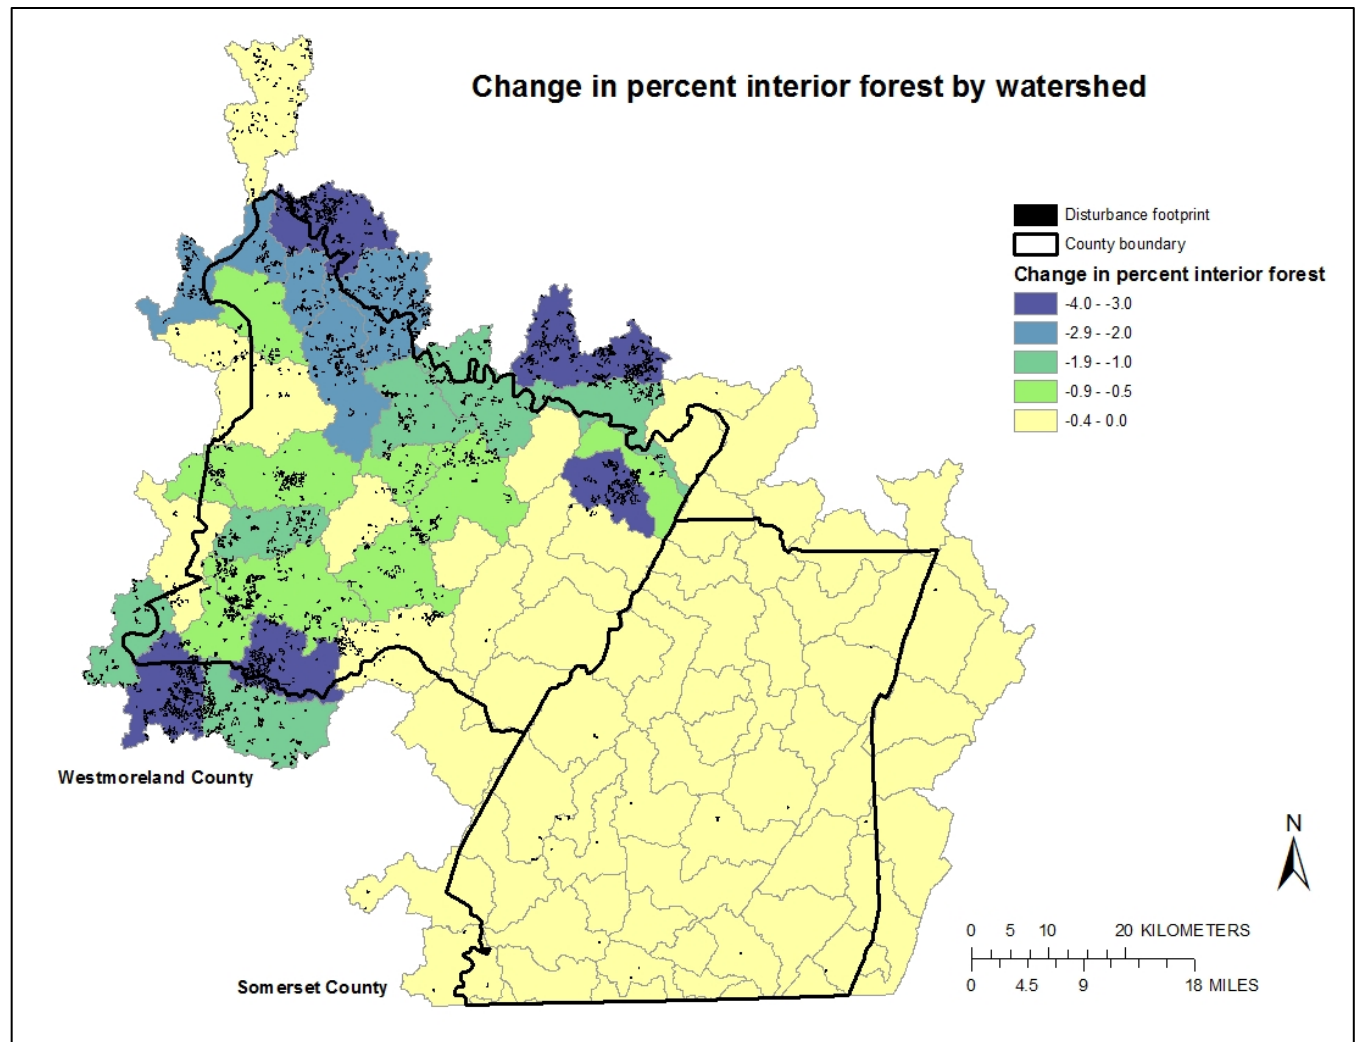 Change in percent interior forest by watershed
Disturbance footprint
County boundary
Change in percent interior forest
-4.0 - -3.0
-2.9 - -2.0
-1.9 - -1.0
-0.9 - -0.5
-0.4 - 0.0
Westmoreland County
Somerset County
N
0 5 10 20 KILOMETERS
0 4.5 9 18 MILES